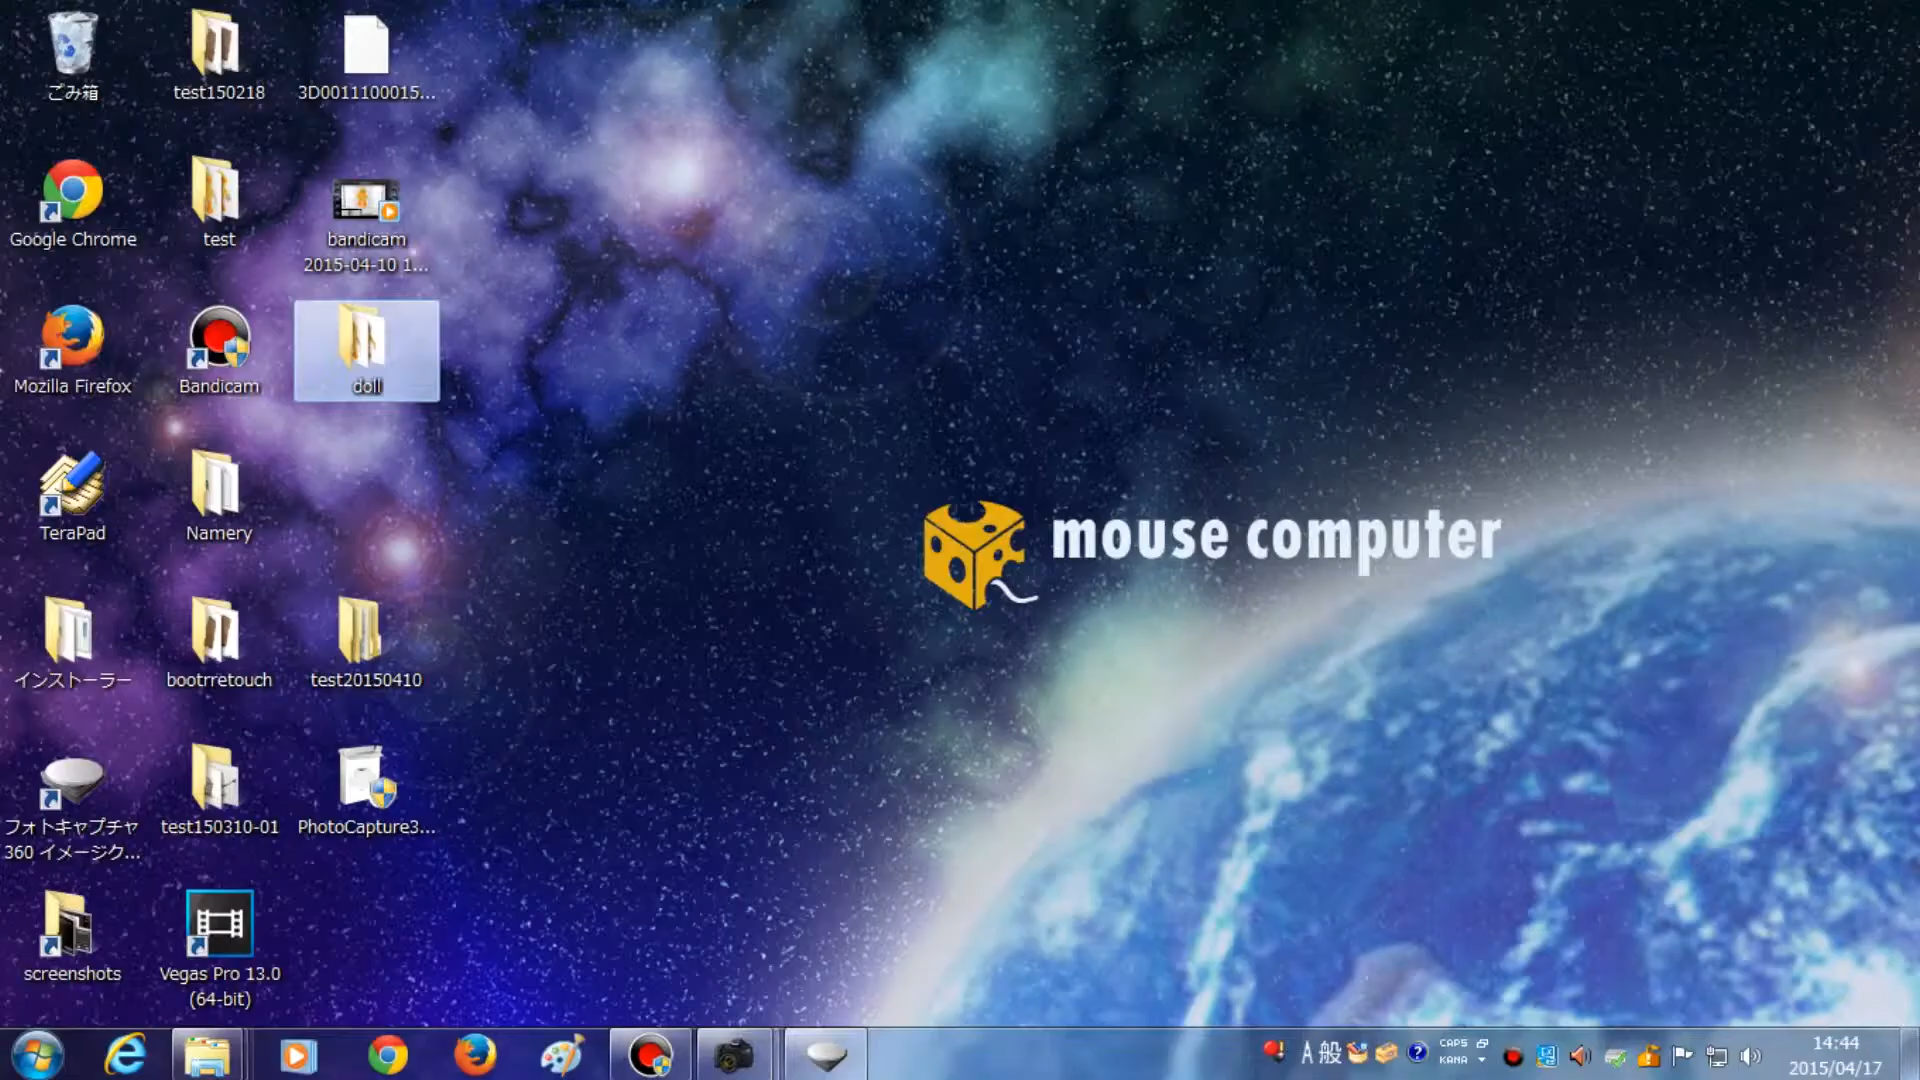 ごみ箱
test150218
3D0011100015...
Google Chrome
test
bandicam
2015-04-10 1...
Mozilla Firefox
Bandicam
doll
TeraPad
Namery
mouse computer
インストーラー
bootrretouch
test20150410
フォトキャプチャ
360 イメージク...
test150310-01
PhotoCapture3...
screenshots
Vegas Pro 13.0
(64-bit)
A 般
CAPS
KANA
14:44
2015/04/17